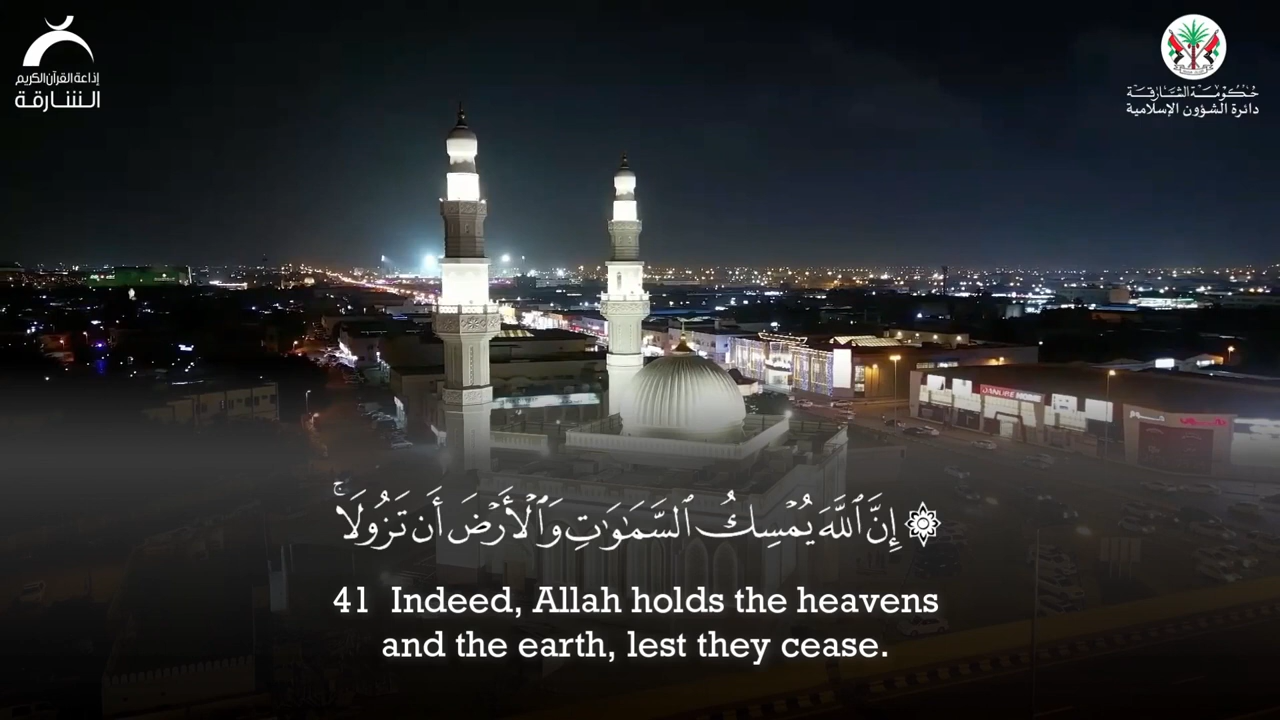 إذاعة القرآن الكريم
الشارقة
حكومة الشارقة
دائرة الشؤون الإسلامية
۞ إِنَّ ٱللَّهَ يُمۡسِكُ ٱلسَّمَٰوَٰتِ وَٱلۡأَرۡضَ أَن تَزُولَاۚ
41 Indeed, Allah holds the heavens
and the earth, lest they cease.